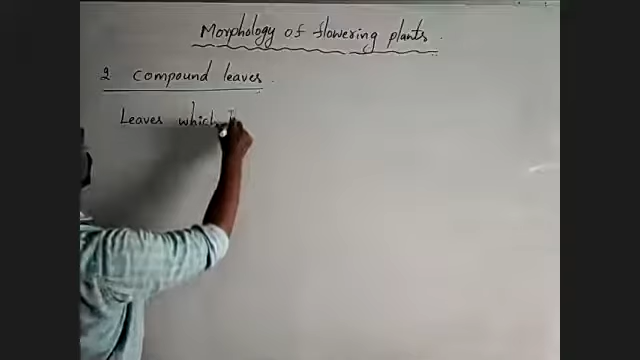 Morphology of flowering plants.
2 Compound leaves.
Leaves which